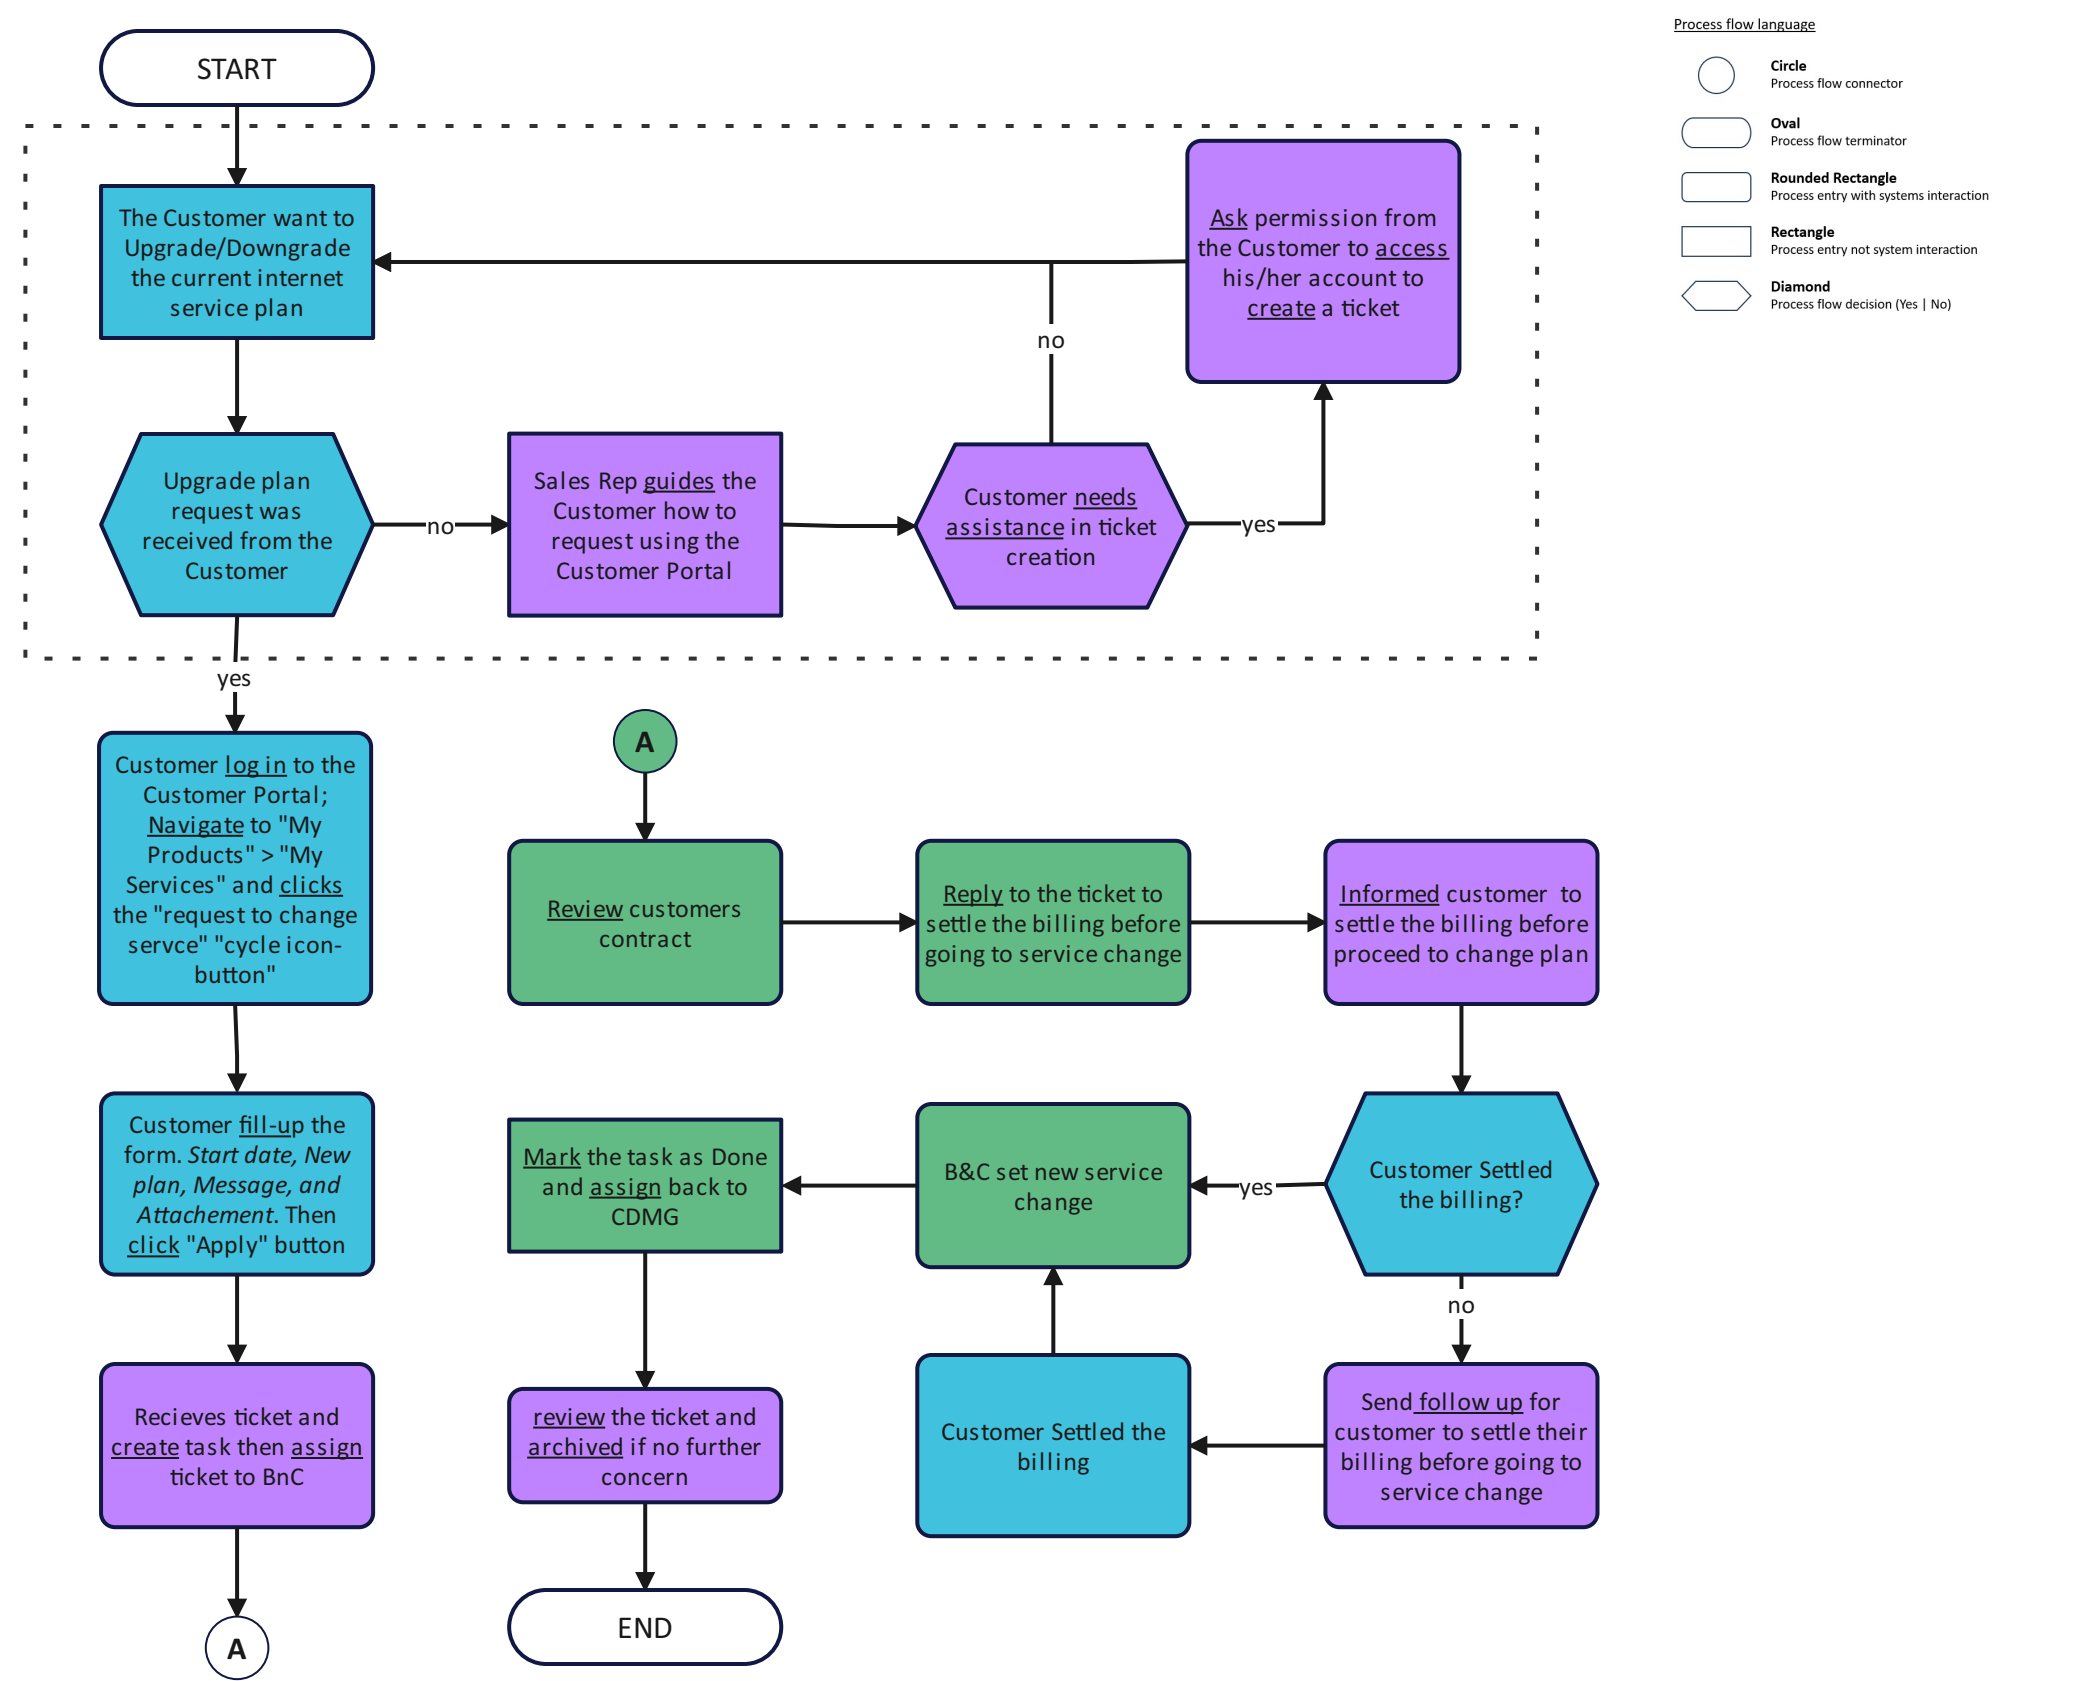 START
Process flow language
Circle
Process flow connector
Oval
Process flow terminator
Rounded Rectangle
Process entry with systems interaction
Rectangle
Process entry not system interaction
Diamond
Process flow decision (Yes | No)
The Customer want to
Upgrade/Downgrade
the current internet
service plan
Ask permission from
the Customer to access
his/her account to
create a ticket
no
Upgrade plan
request was
received from the
Customer
no
Sales Rep guides the
Customer how to
request using the
Customer Portal
Customer needs
assistance in ticket
creation
yes
yes
Customer log in to the
Customer Portal;
Navigate to "My
Products" > "My
Services" and clicks
the "request to change
servce" "cycle icon-
button"
Customer fill-up the
form. Start date, New
plan, Message, and
Attachement. Then
click "Apply" button
Recieves ticket and
create task then assign
ticket to BnC
A
A
Review customers
contract
Reply to the ticket to
settle the billing before
going to service change
Informed customer  to
settle the billing before
proceed to change plan
Customer Settled
the billing?
yes
B&C set new service
change
Mark the task as Done
and assign back to
CDMG
no
Send follow up for
customer to settle their
billing before going to
service change
Customer Settled the
billing
review the ticket and
archived if no further
concern
END